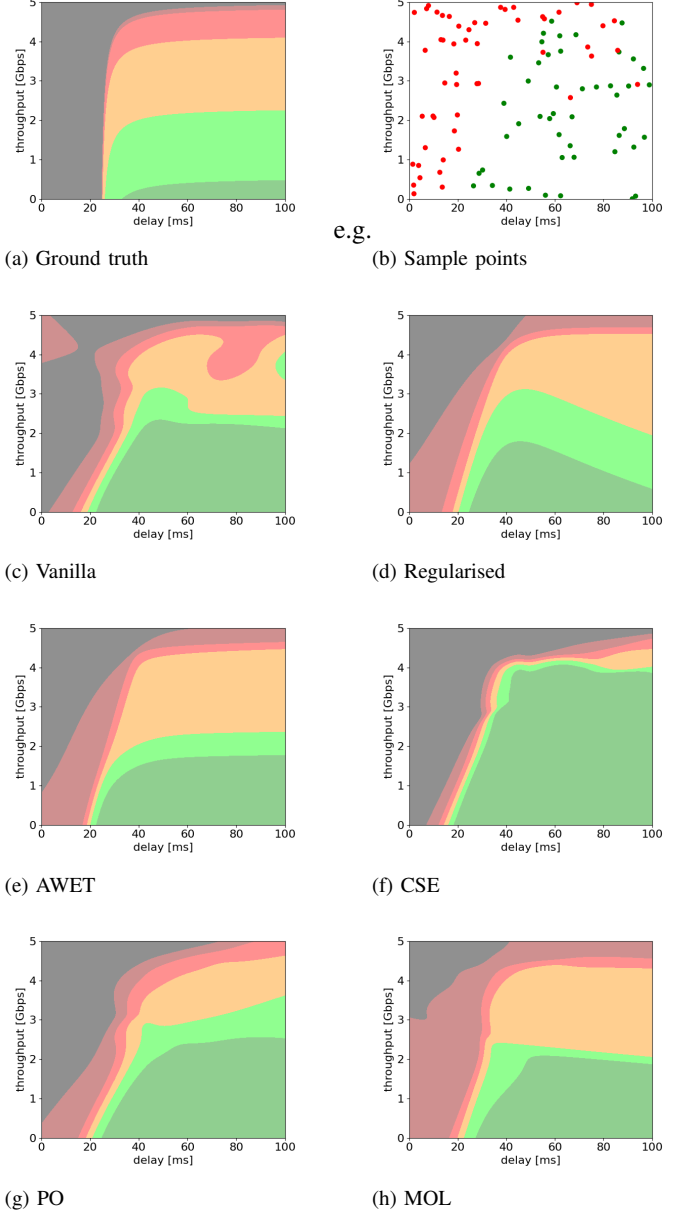 5
4
3
2
1
0
throughput [Gbps]
0 20 40 60 80 100
delay [ms]
(a) Ground truth
5
4
3
2
1
0
throughput [Gbps]
0 20 40 60 80 100
delay [ms]
e.g.
(b) Sample points
5
4
3
2
1
0
throughput [Gbps]
0 20 40 60 80 100
delay [ms]
(c) Vanilla
5
4
3
2
1
0
throughput [Gbps]
0 20 40 60 80 100
delay [ms]
(d) Regularised
5
4
3
2
1
0
throughput [Gbps]
0 20 40 60 80 100
delay [ms]
(e) AWET
5
4
3
2
1
0
throughput [Gbps]
0 20 40 60 80 100
delay [ms]
(f) CSE
5
4
3
2
1
0
throughput [Gbps]
0 20 40 60 80 100
delay [ms]
(g) PO
5
4
3
2
1
0
throughput [Gbps]
0 20 40 60 80 100
delay [ms]
(h) MOL